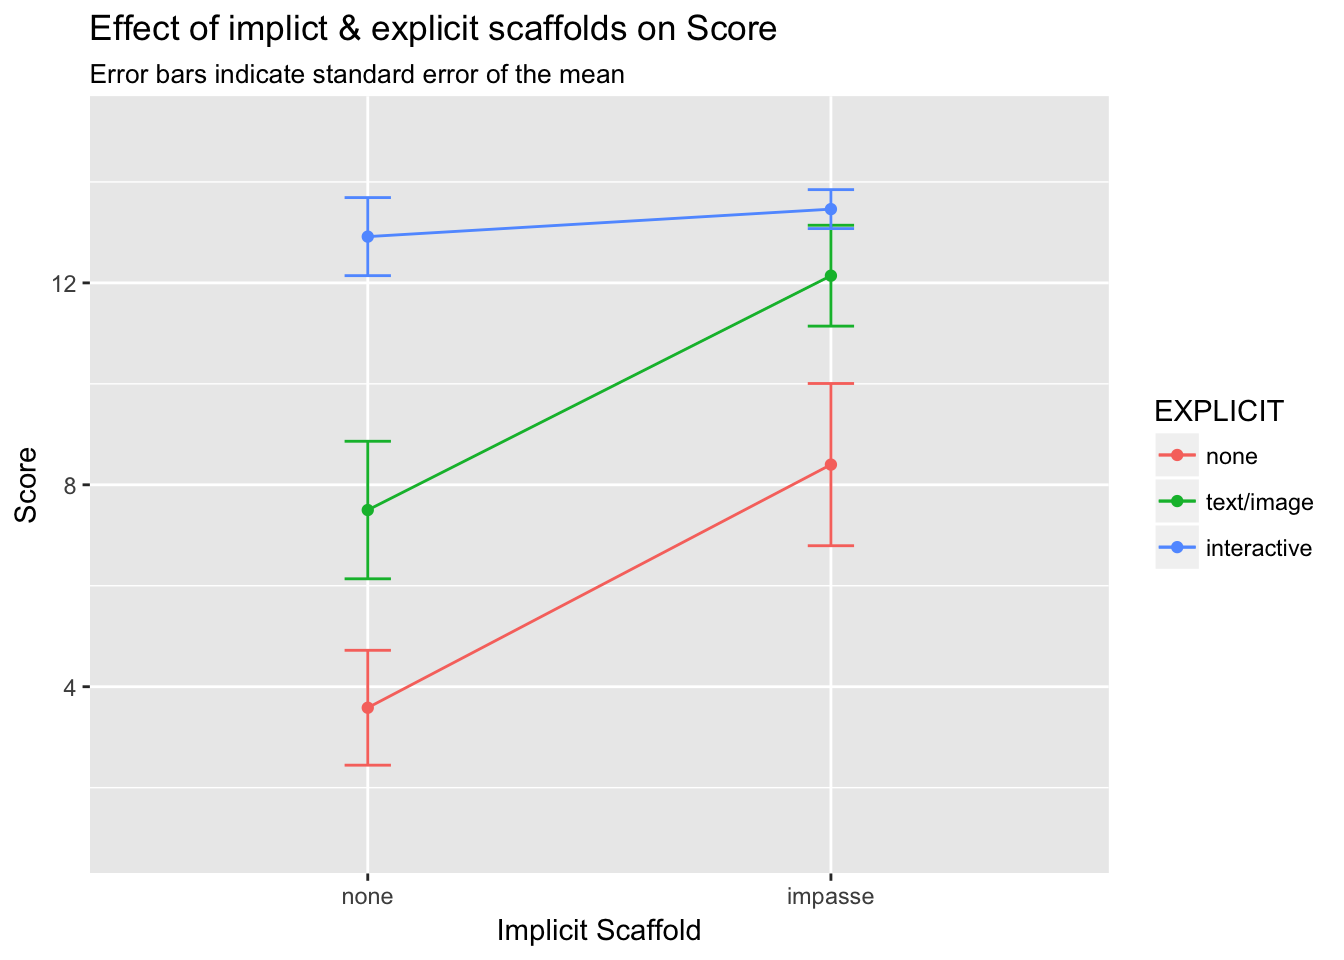 Effect of implict & explicit scaffolds on Score
Error bars indicate standard error of the mean
Score
12
8
4
none
impasse
Implicit Scaffold
EXPLICIT
none
text/image
interactive